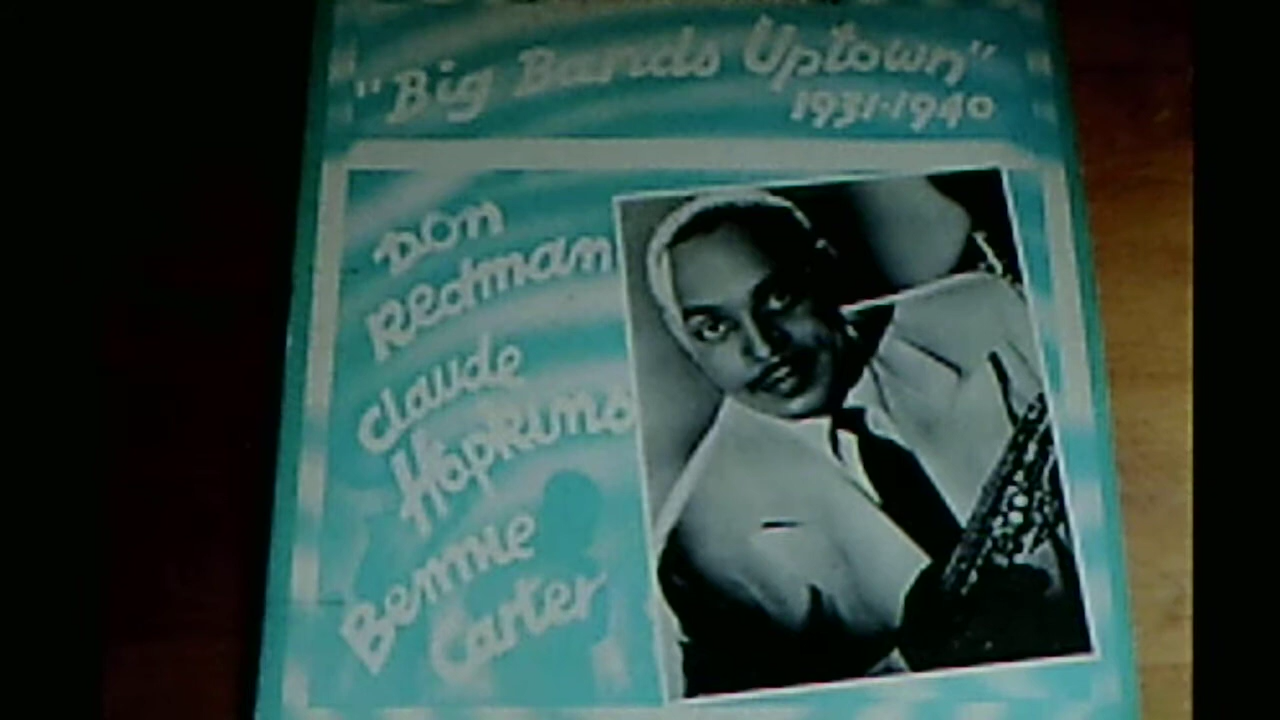 "Big Bands Uptown"
1931-1940
Don
Redman
Claude
Hopkins
Bennie
Carter